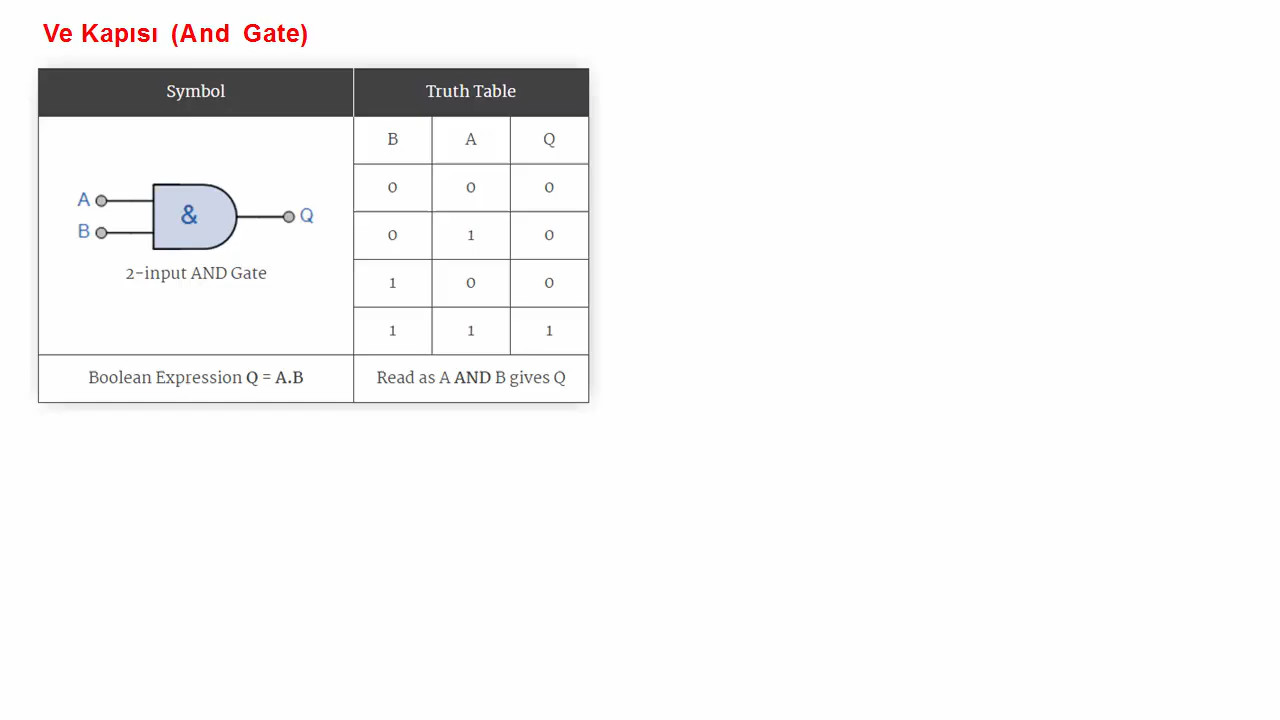 Ve Kapısı (And Gate)
Symbol Truth Table
B A Q
0 0 0
0 1 0
1 0 0
1 1 1
A
B
& 
Q
2-input AND Gate
Boolean Expression Q = A.B
Read as A AND B gives Q